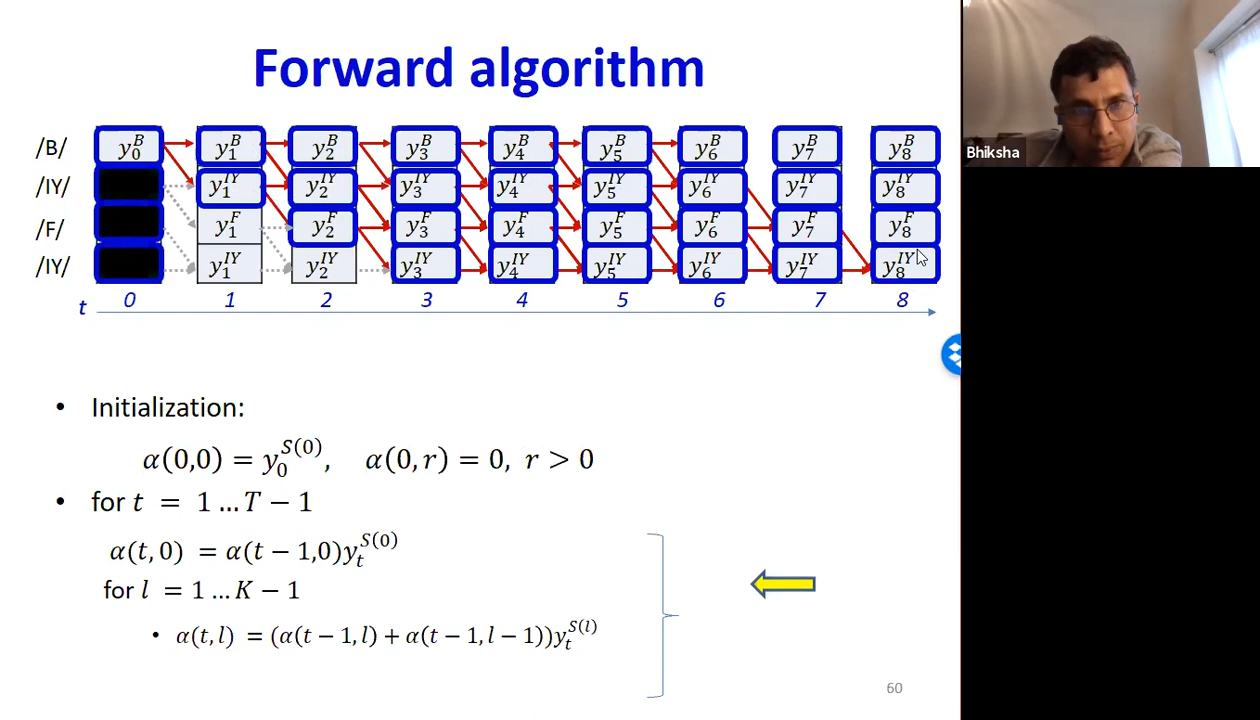 Forward algorithm
/B/ y_0^B y_1^B y_2^B y_3^B y_4^B y_5^B y_6^B y_7^B y_8^B
/IY/ y_1^{IY} y_2^{IY} y_3^{IY} y_4^{IY} y_5^{IY} y_6^{IY} y_7^{IY} y_8^{IY}
/F/ y_1^F y_2^F y_3^F y_4^F y_5^F y_6^F y_7^F y_8^F
/IY/ y_1^{IY} y_2^{IY} y_3^{IY} y_4^{IY} y_5^{IY} y_6^{IY} y_7^{IY} y_8^{IY}
t 0 1 2 3 4 5 6 7 8
• Initialization:
α(0,0) = y_0^{S(0)}, α(0,r) = 0, r > 0
• for t = 1 … T − 1
α(t,0) = α(t−1,0)y_t^{S(0)}
for l = 1 … K − 1
• α(t,l) = (α(t−1,l) + α(t−1,l−1))y_t^{S(l)}
60
Bhiksha